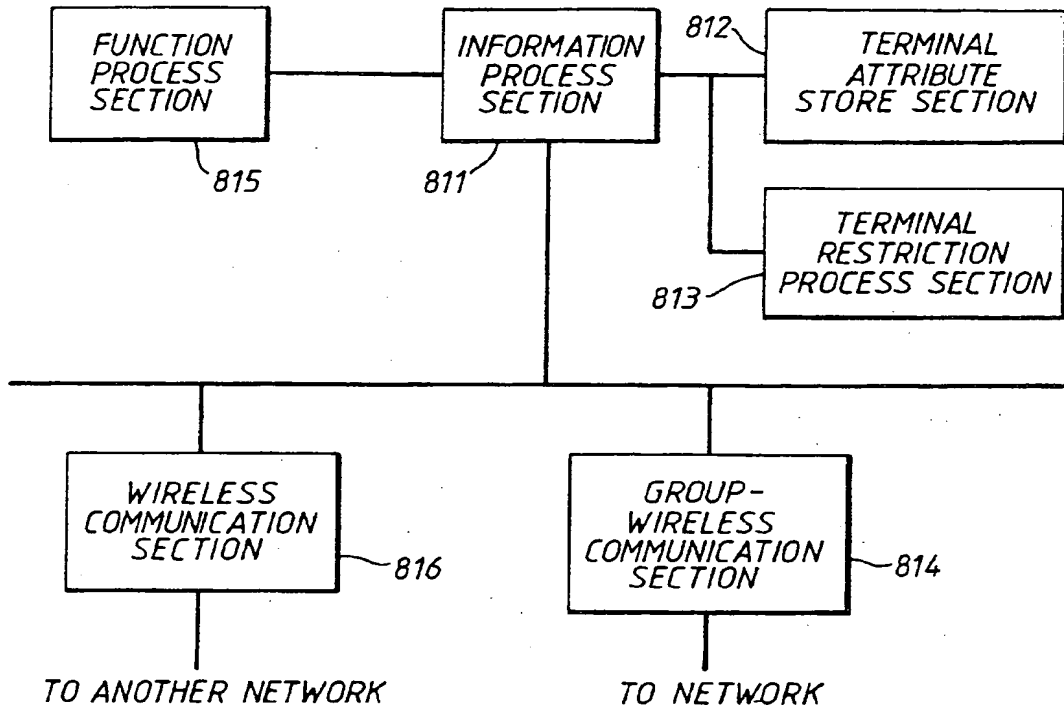 FUNCTION
PROCESS
SECTION
815
INFORMATION
PROCESS
SECTION
811
812
TERMINAL
ATTRIBUTE
STORE SECTION
TERMINAL
RESTRICTION
PROCESS SECTION
813
WIRELESS
COMMUNICATION
SECTION
816
GROUP-
WIRELESS
COMMUNICATION
SECTION
814
TO ANOTHER NETWORK
TO NETWORK